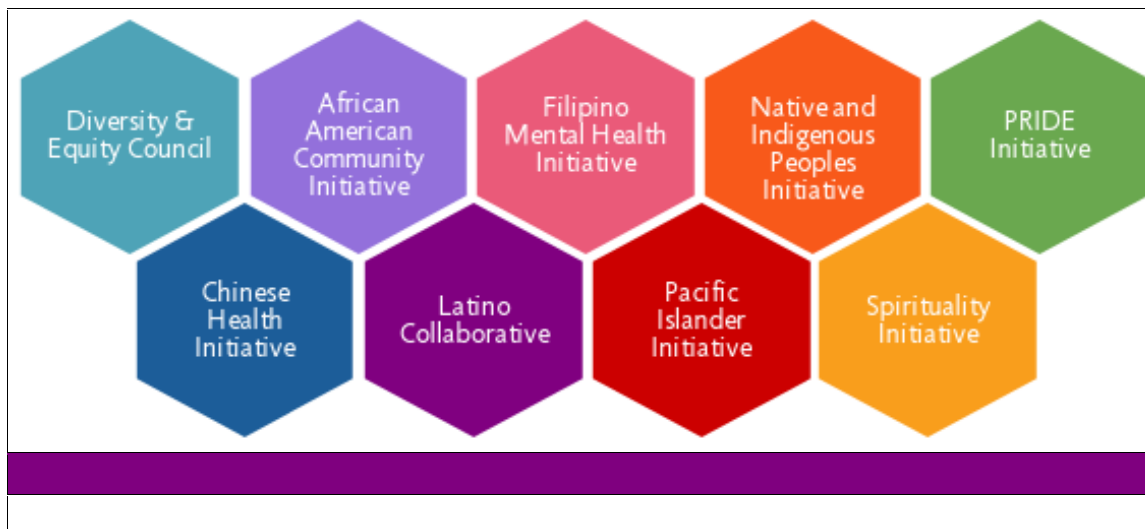 Diversity &
Equity Council
African
American
Community
Initiative
Filipino
Mental Health
Initiative
Native and
Indigenous
Peoples
Initiative
PRIDE
Initiative
Chinese
Health
Initiative
Latino
Collaborative
Pacific
Islander
Initiative
Spirituality
Initiative